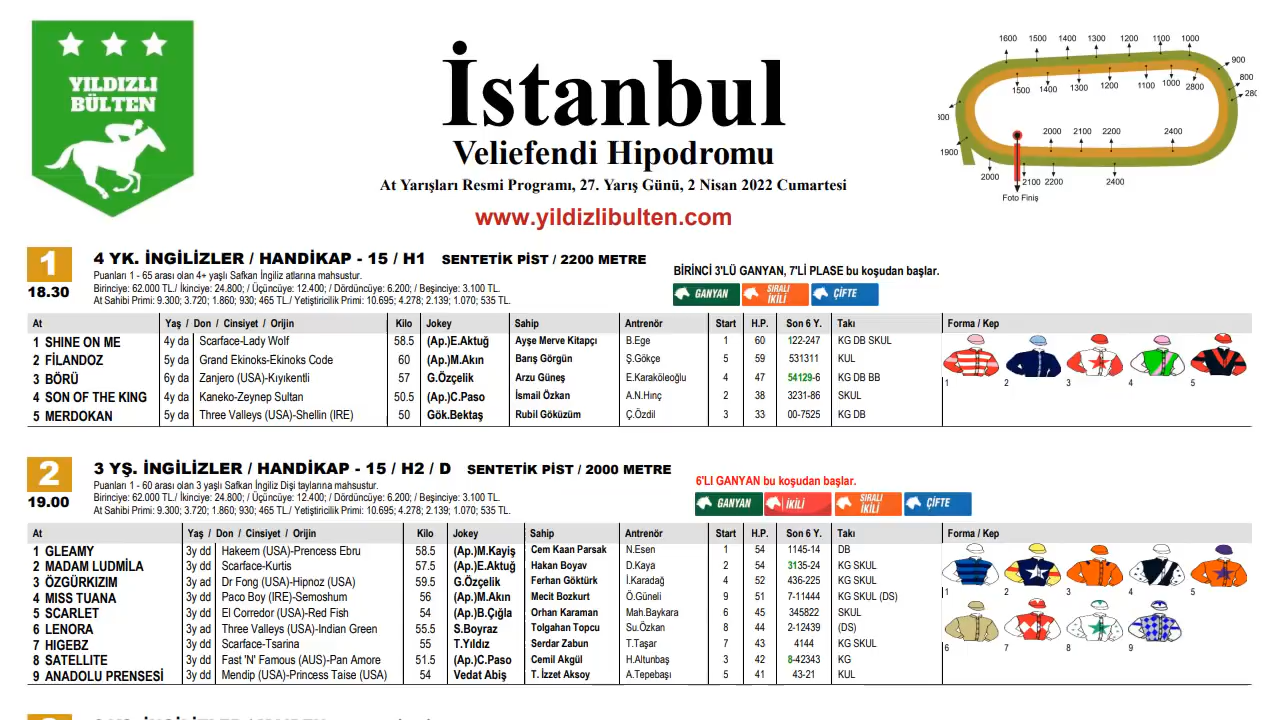 YILDIZLI
BÜLTEN
İstanbul
Veliefendi Hipodromu
At Yarışları Resmi Programı, 27. Yarış Günü, 2 Nisan 2022 Cumartesi
www.yildizlibulten.com
1600 1500 1400 1300 1200 1100 1000
900
800
1500 1400 1300 1200 1100 1000 2800
1900
2000 2100 2200 2400
2000 2100 2200 2400
Foto Finiş
1 4 YK. İNGİLİZLER / HANDİKAP - 15 / H1 SENTETİK PİST / 2200 METRE
18.30
Puanları 1 - 65 arası olan 4+ yaşlı Safkan İngiliz atlarına mahsustur.
Birinciye: 62.000 TL./ İkinciye: 24.800; / Üçüncüye: 12.400; / Dördüncüye: 6.200; / Beşinciye: 3.100 TL.
At Sahibi Primi: 9.300; 3.720; 1.860; 930; 465 TL./ Yetiştiricilik Primi: 10.695; 4.278; 2.139; 1.070; 535 TL.
BİRİNCİ 3'LÜ GANYAN, 7'Lİ PLASE bu koşudan başlar.
GANYAN SIRALI İKİLİ ÇİFTE
At Yaş / Don / Cinsiyet / Orijin Kilo Jokey Sahip Antrenör Start H.P. Son 6 Y. Takı Forma / Kep
1 SHINE ON ME 4y da Scarface-Lady Wolf 58.5 (Ap.)E.Aktuğ Ayşe Merve Kitapçı B.Ege 1 60 122-247 KG DB SKUL
2 FİLANDOZ 5y da Grand Ekinoks-Ekinoks Code 60 (Ap.)M.Akın Barış Görgün Ş.Gökçe 5 59 531311 KUL
3 BÖRÜ 6y da Zanjero (USA)-Kıyıkentli 57 G.Özçelik Arzu Güneş E.Karaköleoğlu 4 47 54129-6 KG DB BB
4 SON OF THE KING 4y da Kaneko-Zeynep Sultan 50.5 (Ap.)C.Paso İsmail Özkan A.N.Hınç 2 38 3231-86 SKUL
5 MERDOKAN 5y da Three Valleys (USA)-Shellin (IRE) 50 Gök.Bektaş Rubil Göküzüm Ç.Özdil 3 33 00-7525 KG DB
1 2 3 4 5
2 3 YŞ. İNGİLİZLER / HANDİKAP - 15 / H2 / D SENTETİK PİST / 2000 METRE
19.00
Puanları 1 - 60 arası olan 3 yaşlı Safkan İngiliz Dişi taylarına mahsustur.
Birinciye: 62.000 TL./ İkinciye: 24.800; / Üçüncüye: 12.400; / Dördüncüye: 6.200; / Beşinciye: 3.100 TL.
At Sahibi Primi: 9.300; 3.720; 1.860; 930; 465 TL./ Yetiştiricilik Primi: 10.695; 4.278; 2.139; 1.070; 535 TL.
6'LI GANYAN bu koşudan başlar.
GANYAN İKİLİ SIRALI İKİLİ ÇİFTE
At Yaş / Don / Cinsiyet / Orijin Kilo Jokey Sahip Antrenör Start H.P. Son 6 Y. Takı Forma / Kep
1 GLEAMY 3y dd Hakeem (USA)-Prencess Ebru 58.5 (Ap.)M.Kayiş Cem Kaan Parsak N.Esen 1 54 1145-14 DB
2 MADAM LUDMİLA 3y dd Scarface-Kurtis 57.5 (Ap.)E.Aktuğ Hakan Boyav D.Kaya 2 54 3135-24 KG SKUL
3 ÖZGÜRKIZIM 3y ad Dr Fong (USA)-Hipnoz (USA) 59.5 G.Özçelik Ferhan Göktürk İ.Karadağ 4 52 436-225 KG SKUL
4 MISS TUANA 3y dd Paco Boy (IRE)-Semoshum 56 (Ap.)M.Akın Mecit Bozkurt Ö.Güneli 9 51 7-11444 KG SKUL (DS)
5 SCARLET 3y dd El Corredor (USA)-Red Fish 54 (Ap.)B.Çığla Orhan Karaman Mah.Baykara 6 45 345822 SKUL
6 LENORA 3y ad Three Valleys (USA)-Indian Green 55.5 S.Boyraz Tolgahan Topcu Su.Özkan 8 44 2-12439 (DS)
7 HIGEBZ 3y dd Scarface-Tsarina 55 T.Yıldız Serdar Zabun T.Taşar 7 43 4144 KG SKUL
8 SATELLITE 3y dd Fast 'N' Famous (AUS)-Pan Amore 51.5 (Ap.)C.Paso Cemil Akgül H.Altunbaş 3 42 8-42343 KG
9 ANADOLU PRENSESİ 3y dd Mendip (USA)-Princess Taise (USA) 54 Vedat Abiş T. İzzet Aksoy A.Tepebaşı 5 41 43-21 KUL
1 2 3 4 5
6 7 8 9